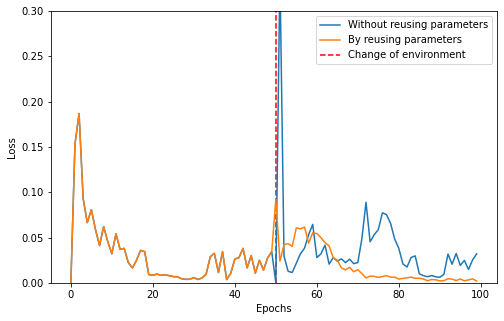 0.30
0.25
0.20
0.15
0.10
0.05
0.00
Loss
0 20 40 60 80 100
Epochs
Without reusing parameters
By reusing parameters
Change of environment